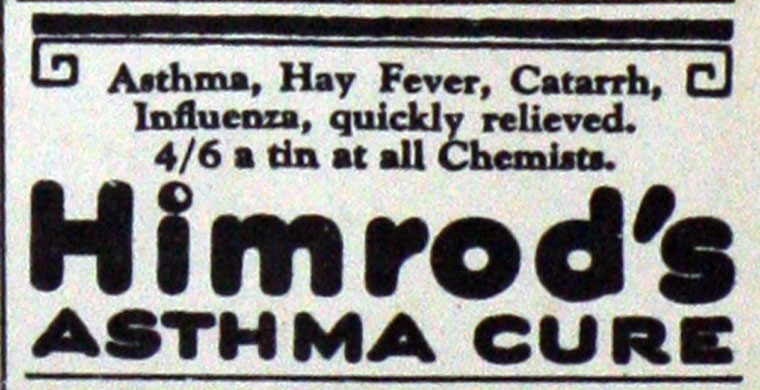 Asthma, Hay Fever, Catarrh,
Influenza, quickly relieved.
4/6 a tin at all Chemists.
Himrod's
ASTHMA CURE